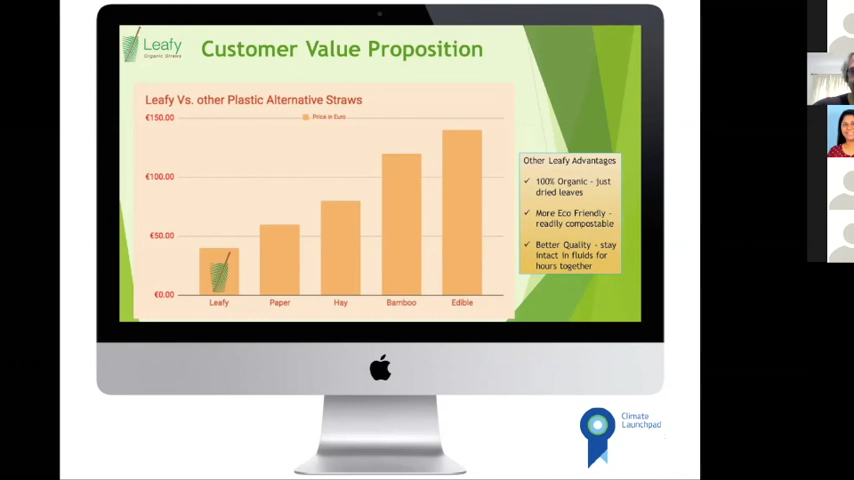 Leafy
Organic Straws
Customer Value Proposition
Leafy Vs. other Plastic Alternative Straws
Price in Euro
€150.00
€100.00
€50.00
€0.00
Leafy
Paper
Hay
Bamboo
Edible
Other Leafy Advantages
✓ 100% Organic - just
dried leaves
✓ More Eco Friendly -
readily compostable
✓ Better Quality - stay
intact in fluids for
hours together
Climate
Launchpad